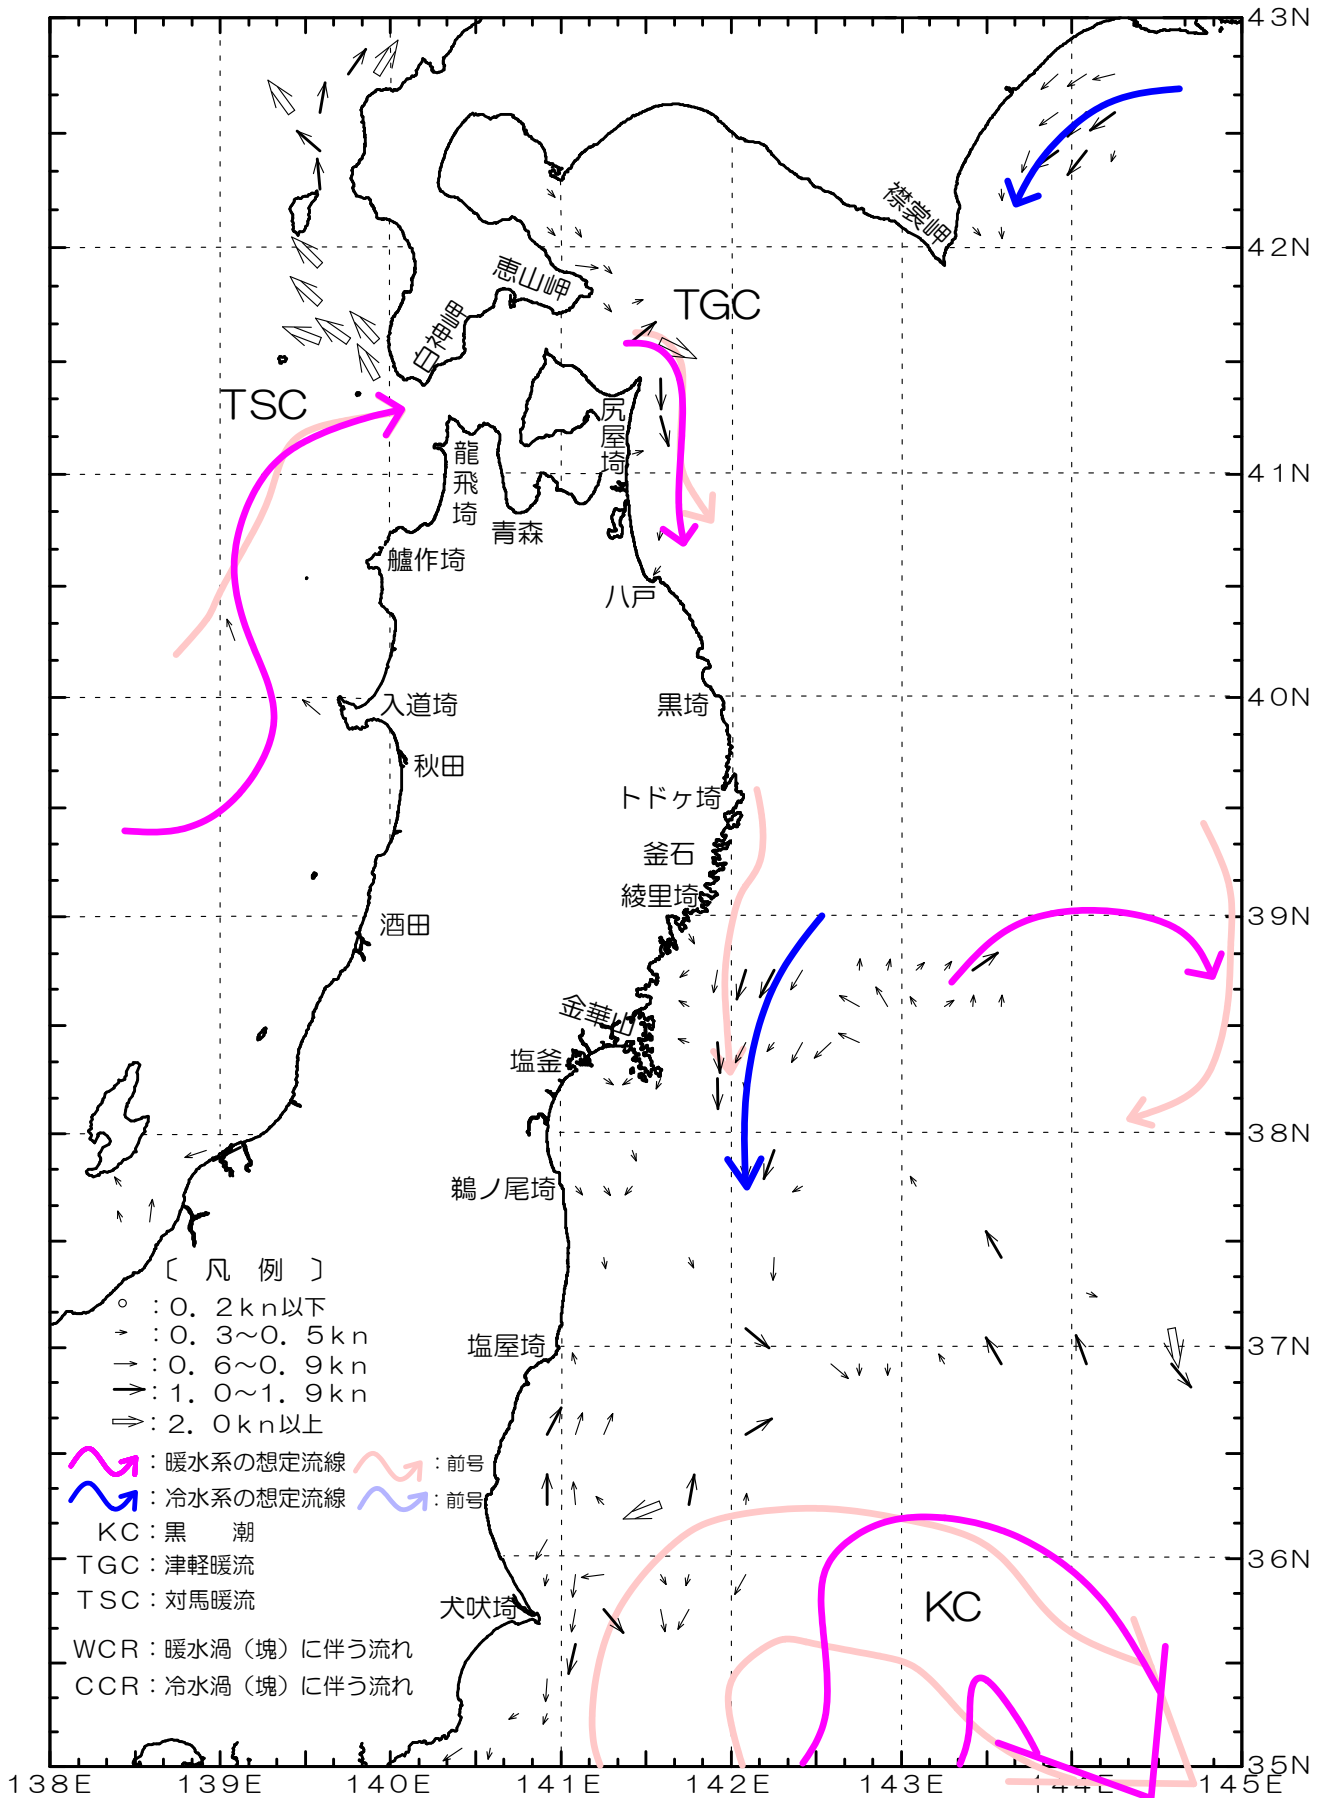 43N
襟裳岬
42N
恵山岬
TGC
白神岬
TSC
尻屋埼
龍飛埼
41N
青森
艫作埼
八戸
40N
入道埼
黒埼
秋田
トドヶ埼
釜石
綾里埼
39N
酒田
金華山
塩釜
38N
鵜ノ尾埼
〔 凡 例 〕
：0．2kn以下
：0．3～0．5kn
塩屋埼
37N
：0．6～0．9kn
：1．0～1．9kn
：2．0kn以上
：暖水系の想定流線 ：前号
：冷水系の想定流線 ：前号
KC：黒 潮
TGC：津軽暖流
36N
TSC：対馬暖流
犬吠埼
KC
WCR：暖水渦（塊）に伴う流れ
CCR：冷水渦（塊）に伴う流れ
35N
138E 139E 140E 141E 142E 143E 144E 145E